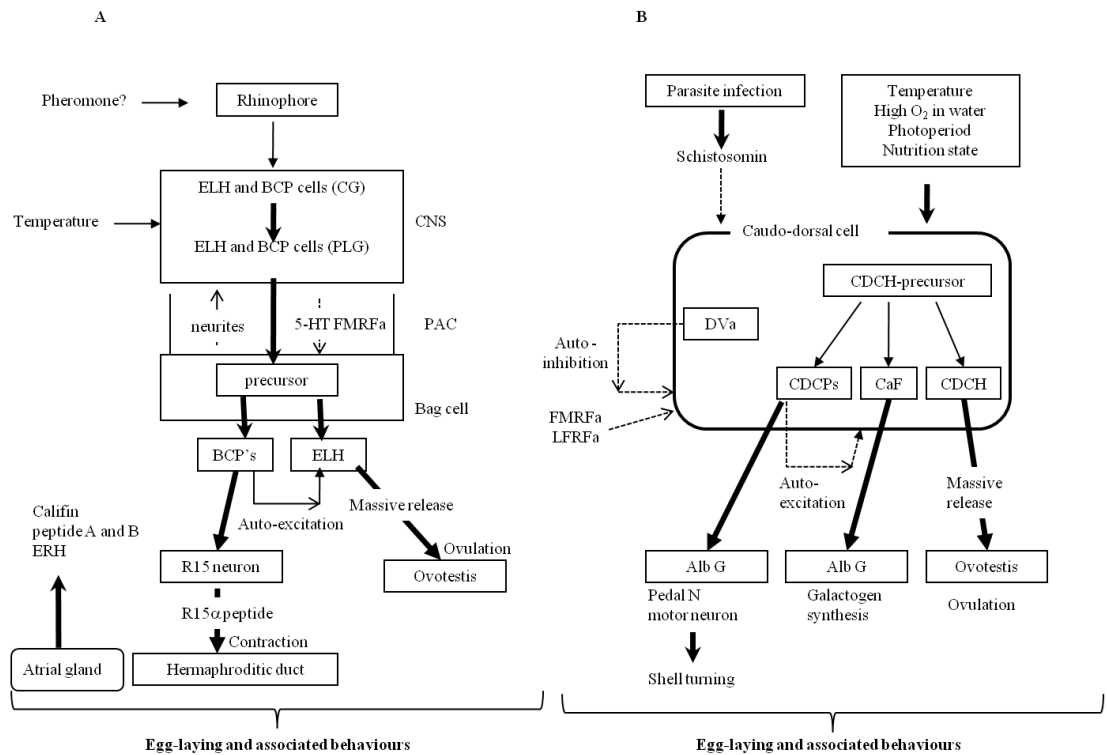 A
Pheromone?
Rhinophore
ELH and BCP cells (CG)
Temperature
CNS
ELH and BCP cells (PLG)
neurites
5-HT FMRFa
PAC
precursor
Bag cell
BCP's
ELH
Auto-excitation
Massive release
Califin
peptide A and B
ERH
R15 neuron
Ovulation
Ovotestis
R15α peptide
Contraction
Atrial gland
Hermaphroditic duct
Egg-laying and associated behaviours
B
Parasite infection
Schistosomin
Temperature
High O₂ in water
Photoperiod
Nutrition state
Caudo-dorsal cell
CDCH-precursor
DVa
Auto-
inhibition
CDCPs
CaF
CDCH
FMRFa
LFRFa
Auto-
excitation
Massive
release
Alb G
Pedal N
motor neuron
Shell turning
Alb G
Galactogen
synthesis
Ovotestis
Ovulation
Egg-laying and associated behaviours